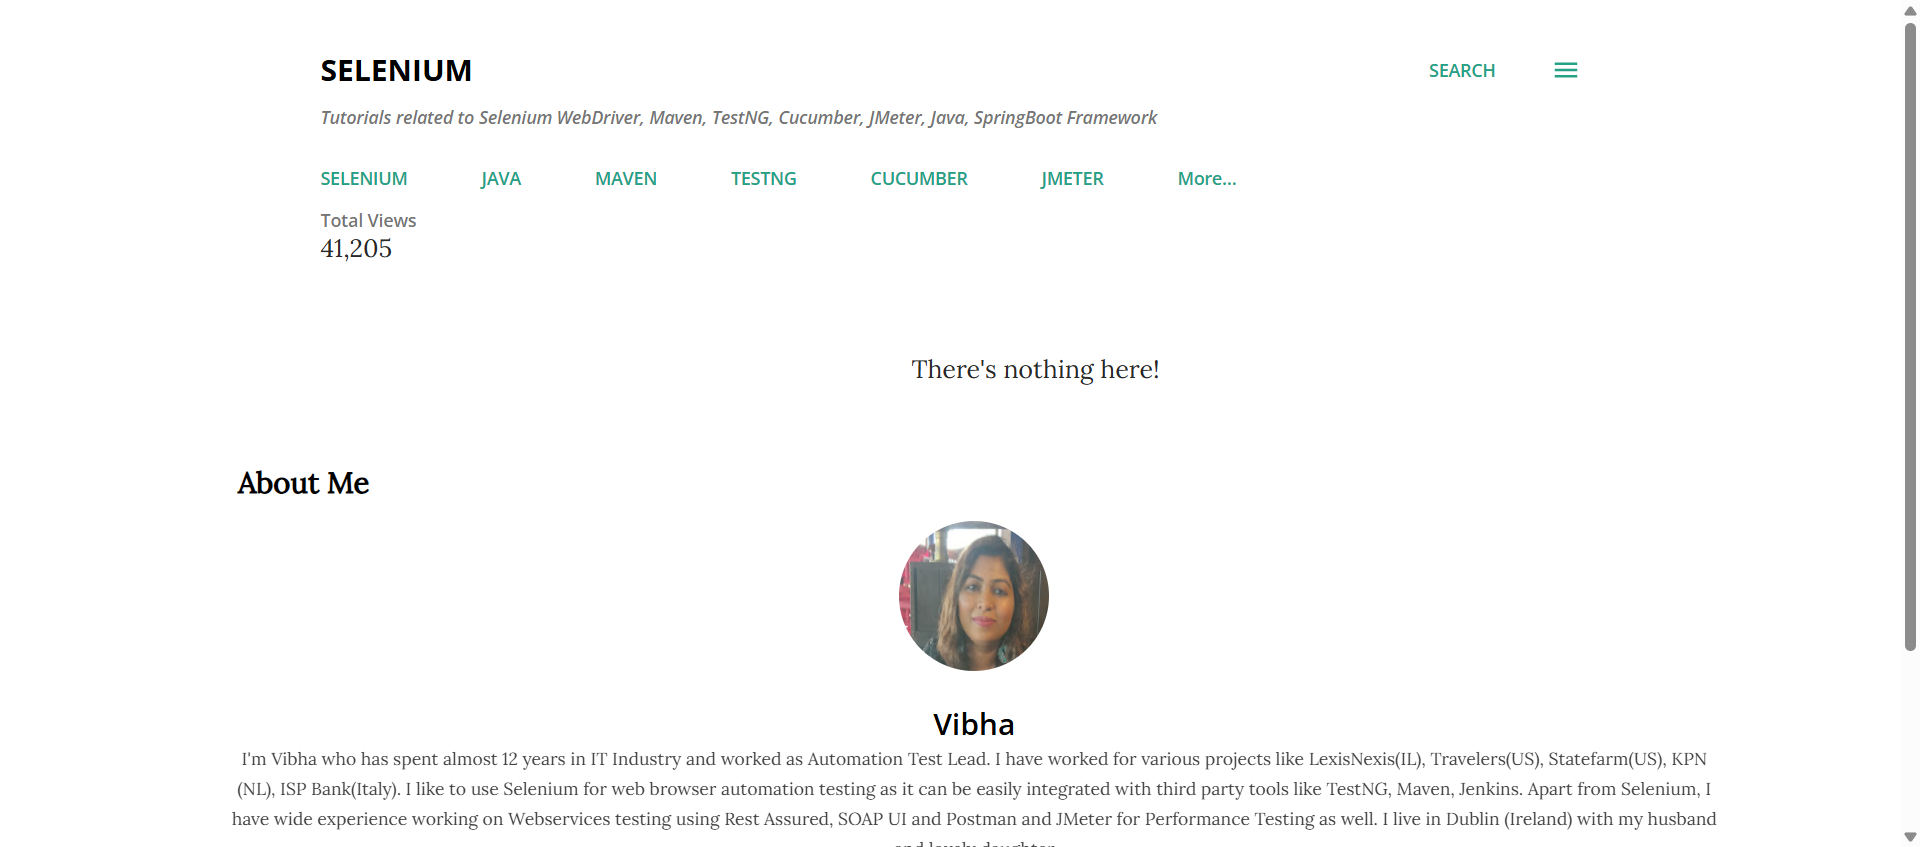 SELENIUM
SEARCH
Tutorials related to Selenium WebDriver, Maven, TestNG, Cucumber, JMeter, Java, SpringBoot Framework
SELENIUM JAVA MAVEN TESTNG CUCUMBER JMETER More...
Total Views
41,205
There's nothing here!
About Me
Vibha
I'm Vibha who has spent almost 12 years in IT Industry and worked as Automation Test Lead. I have worked for various projects like LexisNexis(IL), Travelers(US), Statefarm(US), KPN
(NL), ISP Bank(Italy). I like to use Selenium for web browser automation testing as it can be easily integrated with third party tools like TestNG, Maven, Jenkins. Apart from Selenium, I
have wide experience working on Webservices testing using Rest Assured, SOAP UI and Postman and JMeter for Performance Testing as well. I live in Dublin (Ireland) with my husband